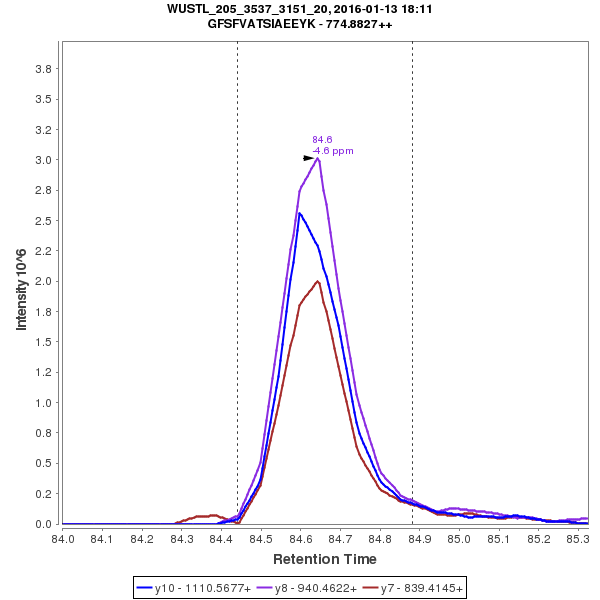 WUSTL_205_3537_3151_20, 2016-01-13 18:11
GFSFVATSIAEEYK - 774.8827++
84.6
-4.6 ppm
Intensity 10^6
3.8
3.5
3.2
3.0
2.8
2.5
2.2
2.0
1.8
1.5
1.2
1.0
0.8
0.5
0.2
0.0
84.0 84.1 84.2 84.3 84.4 84.5 84.6 84.7 84.8 84.9 85.0 85.1 85.2 85.3
Retention Time
y10 - 1110.5677+ y8 - 940.4622+ y7 - 839.4145+